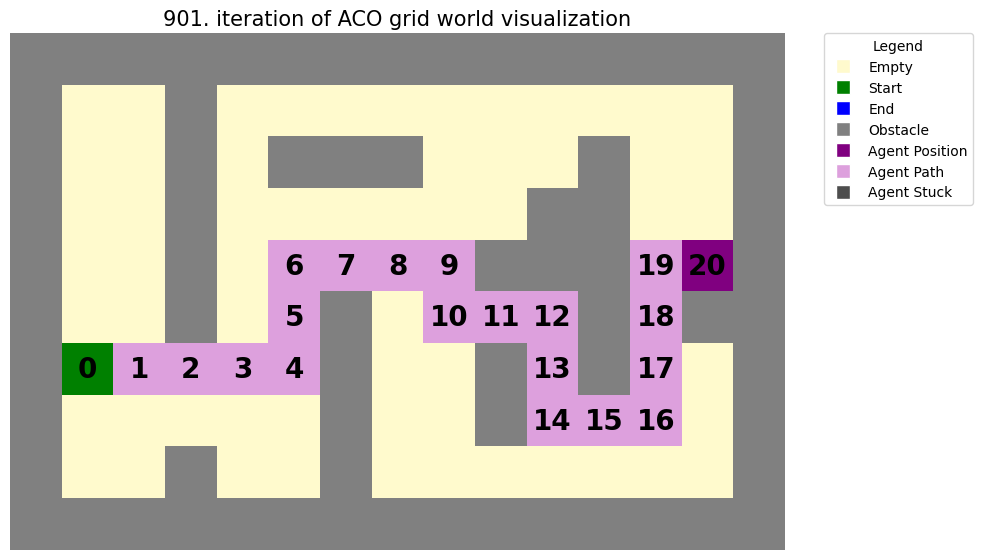 901. iteration of ACO grid world visualization
Legend
Empty
Start
End
Obstacle
Agent Position
Agent Path
Agent Stuck
6 7 8 9 19 20
5 10 11 12 18
0 1 2 3 4 13 17
14 15 16